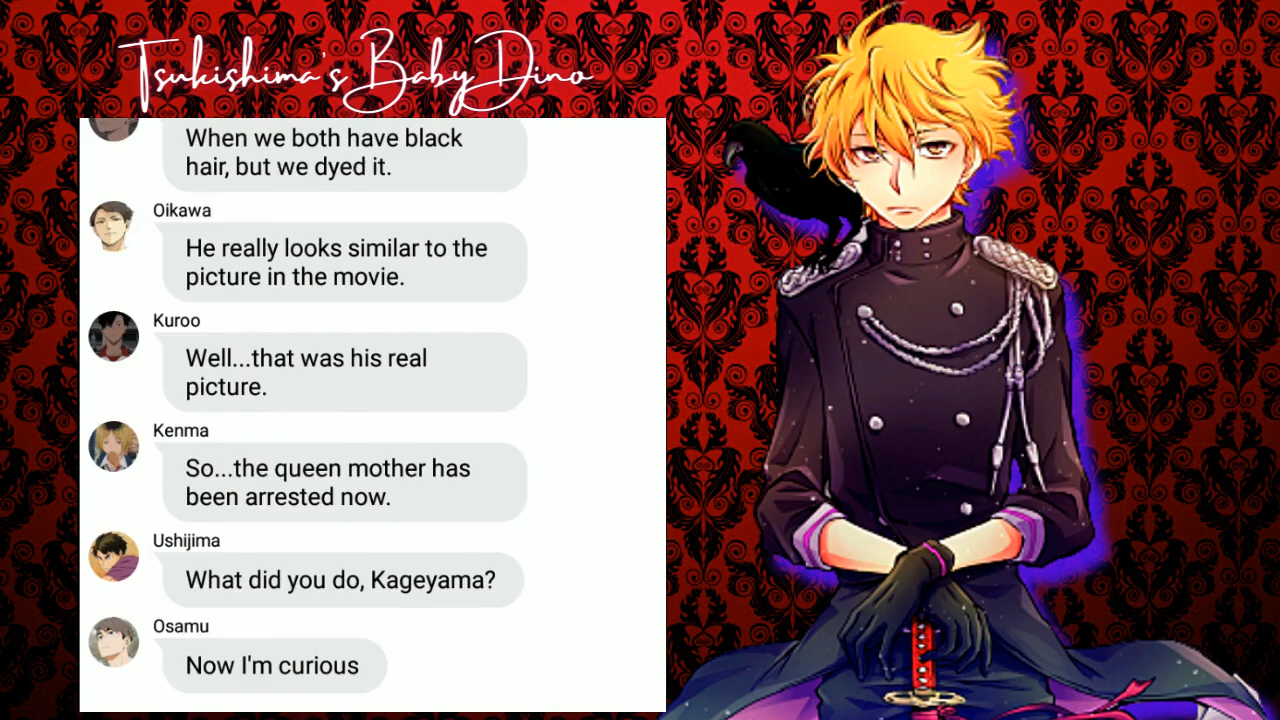 Tsukishima's Baby Dino
When we both have black
hair, but we dyed it.
Oikawa
He really looks similar to the
picture in the movie.
Kuroo
Well...that was his real
picture.
Kenma
So...the queen mother has
been arrested now.
Ushijima
What did you do, Kageyama?
Osamu
Now I'm curious